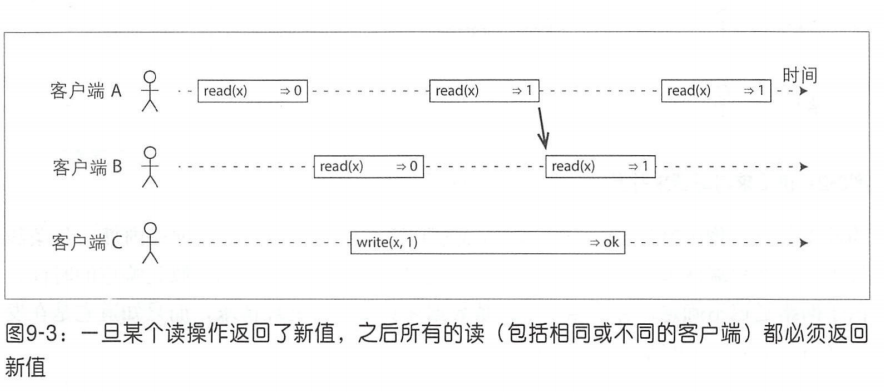 时间
客户端 A read(x) ⇒ 0 read(x) ⇒ 1 read(x) ⇒ 1
客户端 B read(x) ⇒ 0 read(x) ⇒ 1
客户端 C write(x, 1) ⇒ ok
图9-3：一旦某个读操作返回了新值，之后所有的读（包括相同或不同的客户端）都必须返回
新值